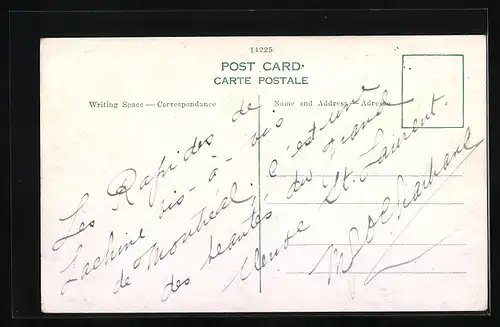 14225
POST CARD
CARTE POSTALE
Writing Space — Correspondance
Name and Address & Adresse
Les Rapides de
Lachine vis-à-vis
de Montréal, c'est une
des beautés du Grand
fleuve St. Laurent.